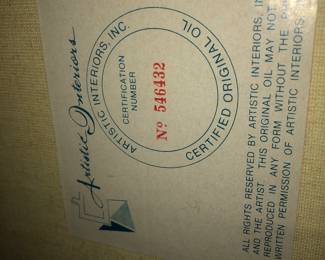 Artistic Interiors
ARTISTIC INTERIORS, INC.
CERTIFICATION
NUMBER
Nº 546432
CERTIFIED ORIGINAL OIL
ALL RIGHTS RESERVED BY ARTISTIC INTERIORS, IN
AND THE ARTIST. THIS ORIGINAL OIL MAY NOT
REPRODUCED IN ANY FORM WITHOUT THE
WRITTEN PERMISSION OF ARTISTIC INTERIORS